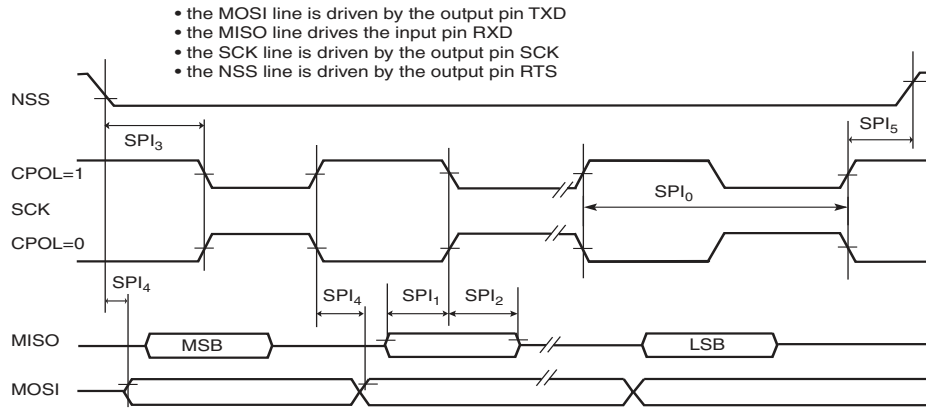 • the MOSI line is driven by the output pin TXD
• the MISO line drives the input pin RXD
• the SCK line is driven by the output pin SCK
• the NSS line is driven by the output pin RTS
NSS
SPI3
SPI5
CPOL=1
SCK
SPI0
CPOL=0
SPI4
SPI4
SPI1
SPI2
MISO
MSB
LSB
MOSI